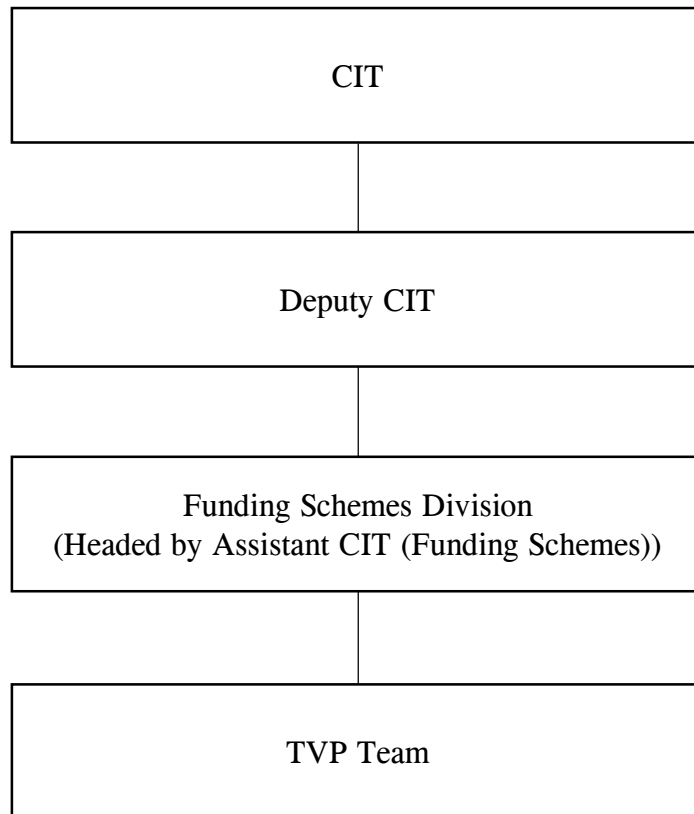 CIT
Deputy CIT
Funding Schemes Division
(Headed by Assistant CIT (Funding Schemes))
TVP Team